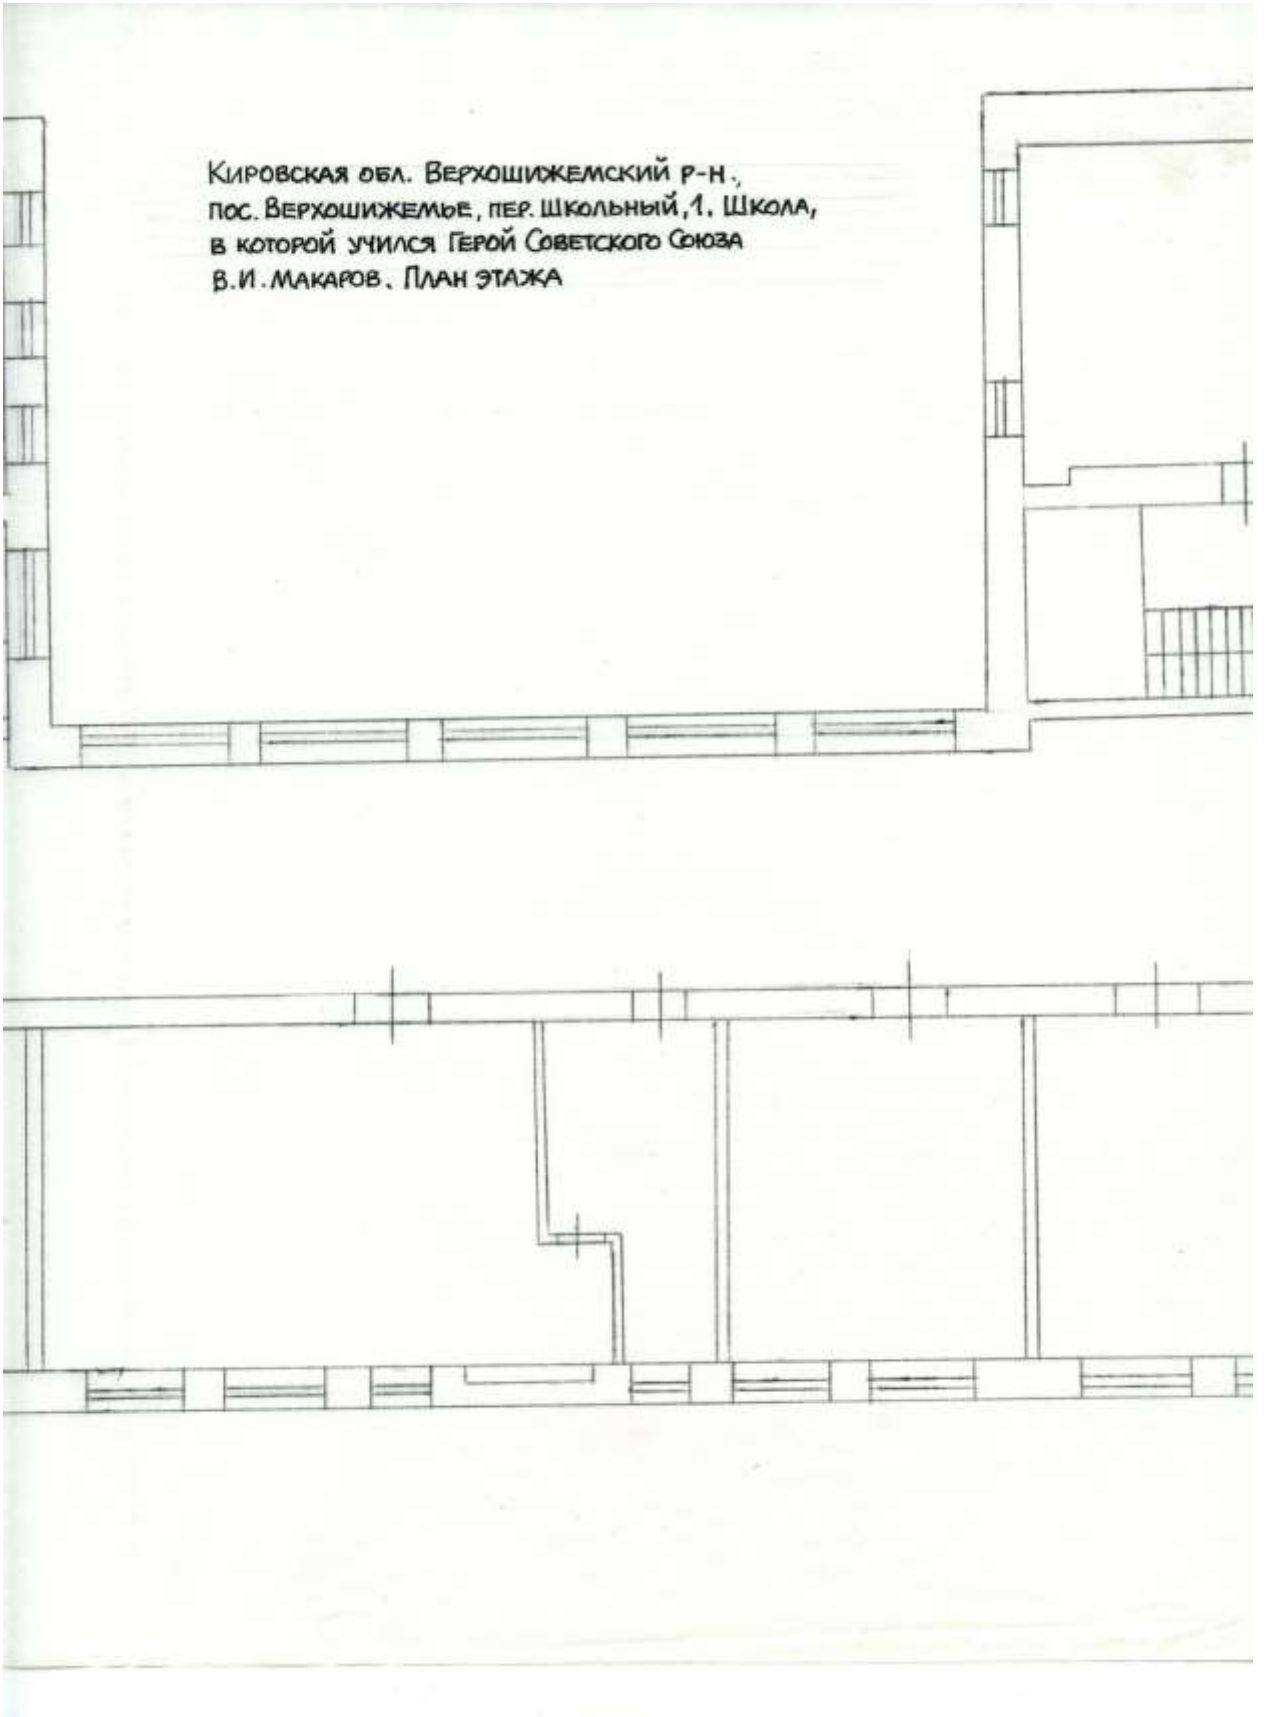 Кировская обл. Верхошижемский р-н.,
пос. Верхошижемье, пер. Школьный, 1. Школа,
в которой учился Герой Советского Союза
В.И. Макаров. План этажа